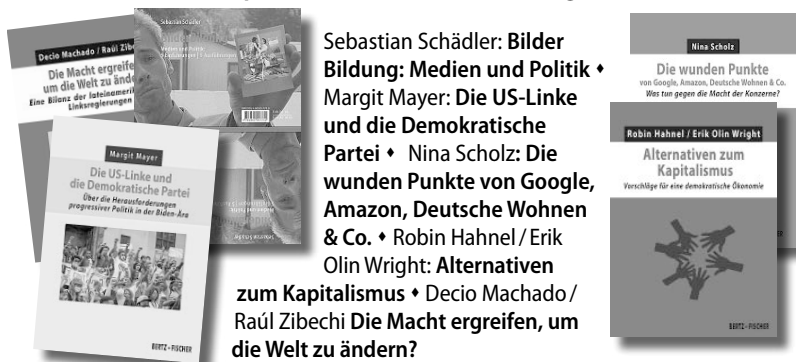 Decio Machado / Raúl Zibe
Die Macht ergreife
um die Welt zu ände
Eine Bilanz der lateinameri
Linksregierungen
Sebastian Schädler
Medien und Politik
Margit Mayer
Die US-Linke und
die Demokratische Partei
Über die Herausforderungen
progressiver Politik in der Biden-Ära
BERTZ + FISCHER
Sebastian Schädler: Bilder
Bildung: Medien und Politik •
Margit Mayer: Die US-Linke
und die Demokratische
Partei • Nina Scholz: Die
wunden Punkte von Google,
Amazon, Deutsche Wohnen
& Co. • Robin Hahnel / Erik
Olin Wright: Alternativen
zum Kapitalismus • Decio Machado /
Raúl Zibechi Die Macht ergreifen, um
die Welt zu ändern?
Nina Scholz
Die wunden Punkte
von Google, Amazon, Deutsche Wohnen & Co.
Was tun gegen die Macht der Konzerne?
Robin Hahnel / Erik Olin Wright
Alternativen zum
Kapitalismus
Vorschläge für eine demokratische Ökonomie
BERTZ + FISCHER